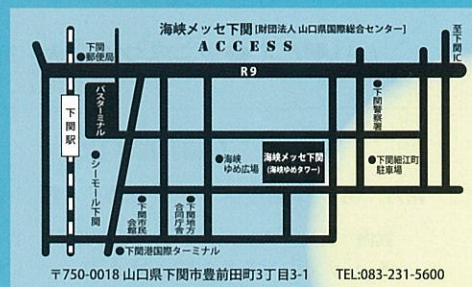 海峡メッセ下関 [財団法人 山口県国際総合センター]
ACCESS
至下関IC
下関
●郵便局
R9
バスターミナル
下関駅
●シーモール下関
●下関警察署
●海峡
ゆめ広場
海峡メッセ下関
(海峡ゆめタワー)
●下関細江町
駐車場
●下関市民
会館
●下関地方
合同庁舎
●下関港国際ターミナル
〒750-0018 山口県下関市豊前田町3丁目3-1 TEL:083-231-5600